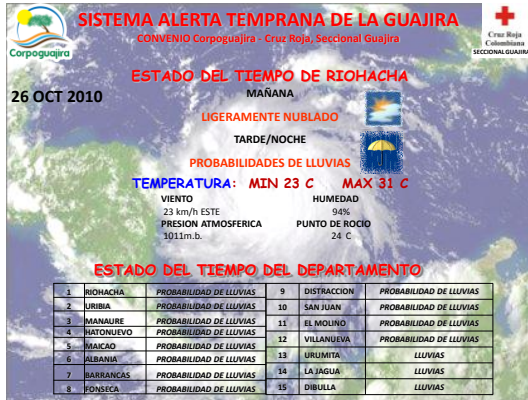 SISTEMA ALERTA TEMPRANA DE LA GUAJIRA
CONVENIO Corpoguajira - Cruz Roja, Seccional Guajira
Corpoguajira
Cruz Roja
Colombiana
SECCIONAL GUAJIRA
ESTADO DEL TIEMPO DE RIOHACHA
26 OCT 2010
MAÑANA
LIGERAMENTE NUBLADO
TARDE/NOCHE
PROBABILIDADES DE LLUVIAS
TEMPERATURA: MIN 23 C MAX 31 C
VIENTO HUMEDAD
23 km/h ESTE 94%
PRESION ATMOSFERICA PUNTO DE ROCIO
1011m.b. 24 C
ESTADO DEL TIEMPO DEL DEPARTAMENTO
1 RIOHACHA PROBABILIDAD DE LLUVIAS
2 URIBIA PROBABILIDAD DE LLUVIAS
3 MANAURE PROBABILIDAD DE LLUVIAS
4 HATONUEVO PROBABILIDAD DE LLUVIAS
5 MAICAO PROBABILIDAD DE LLUVIAS
6 ALBANIA PROBABILIDAD DE LLUVIAS
7 BARRANCAS PROBABILIDAD DE LLUVIAS
8 FONSECA PROBABILIDAD DE LLUVIAS
9 DISTRACCION PROBABILIDAD DE LLUVIAS
10 SAN JUAN PROBABILIDAD DE LLUVIAS
11 EL MOLINO PROBABILIDAD DE LLUVIAS
12 VILLANUEVA PROBABILIDAD DE LLUVIAS
13 URUMITA LLUVIAS
14 LA JAGUA LLUVIAS
15 DIBULLA LLUVIAS